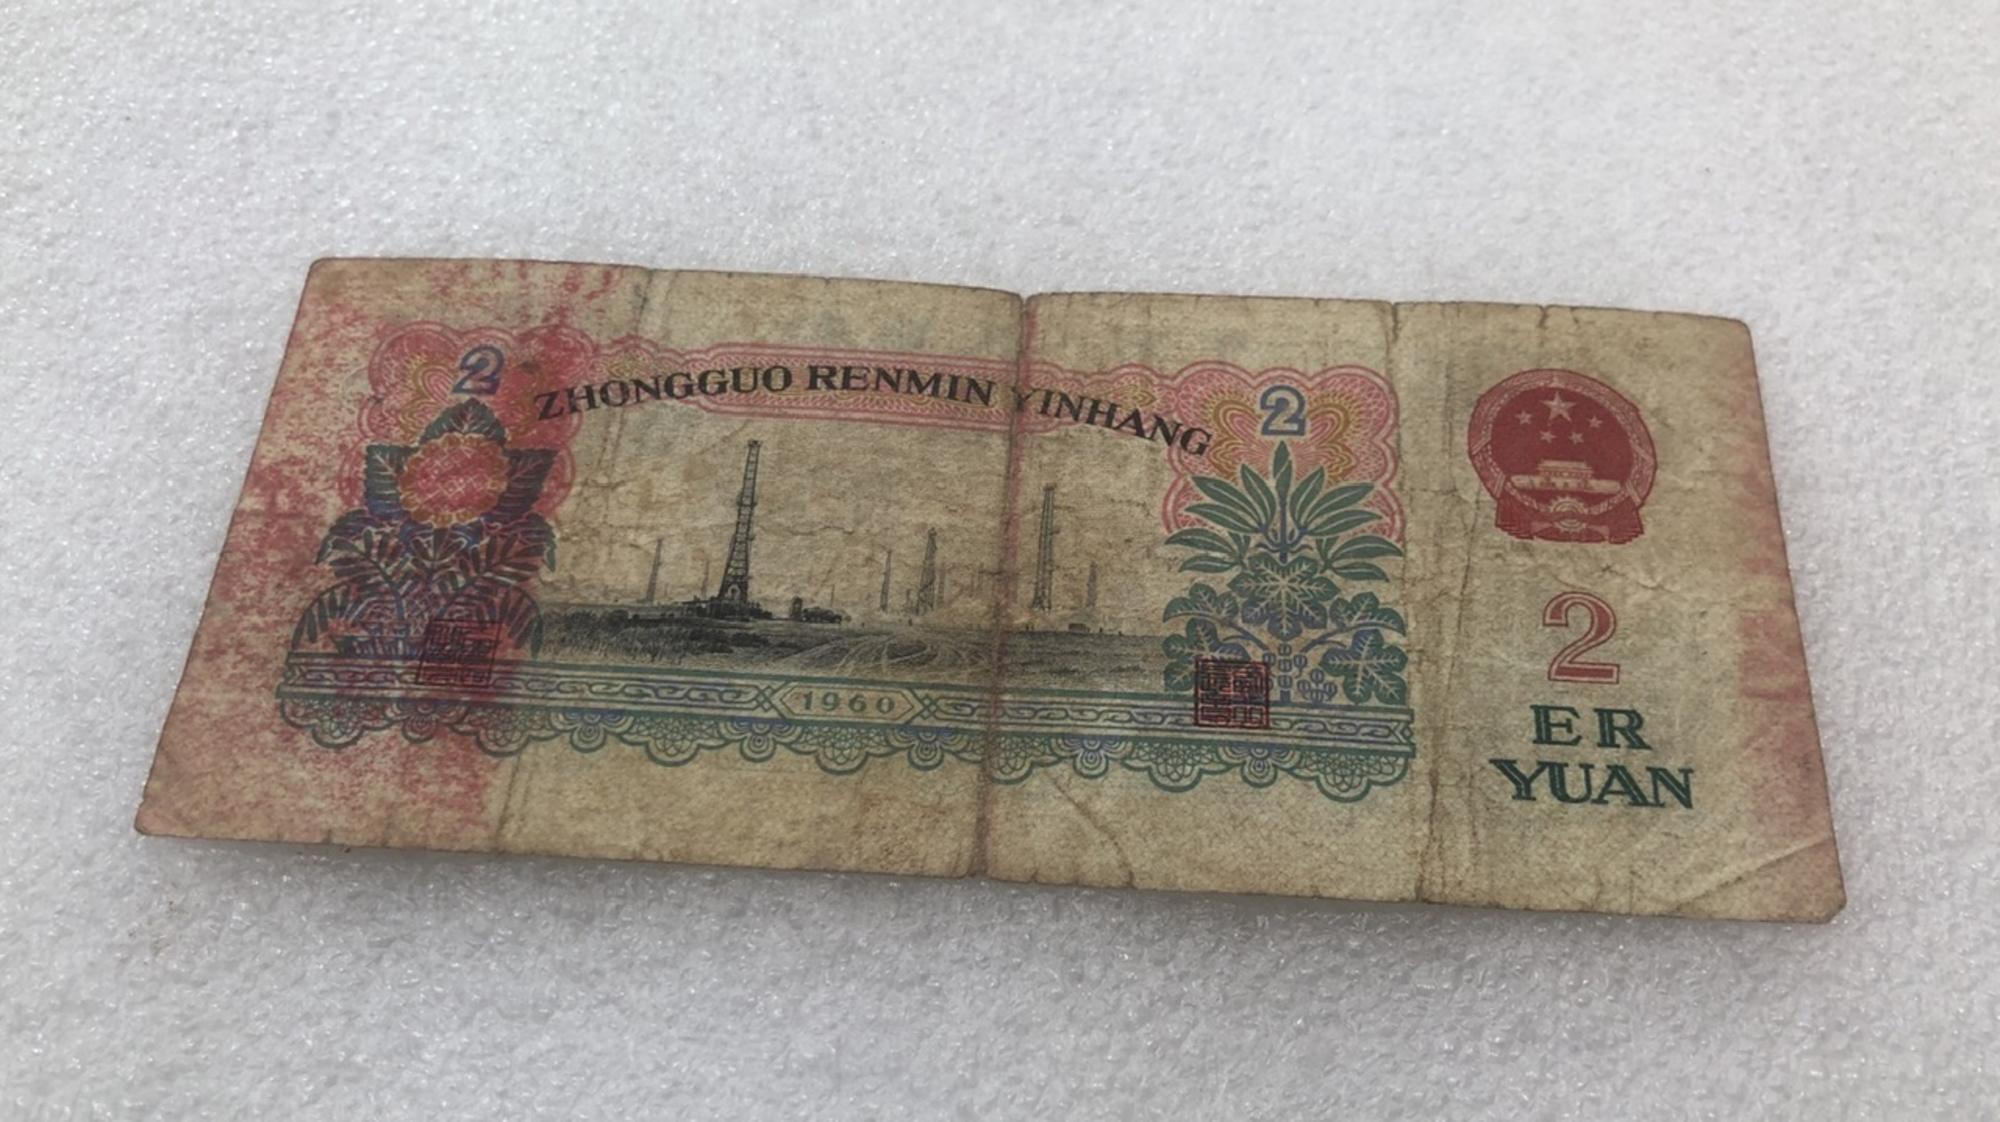 2
ZHONGGUO RENMIN YINHANG
2
1960
2
ER
YUAN